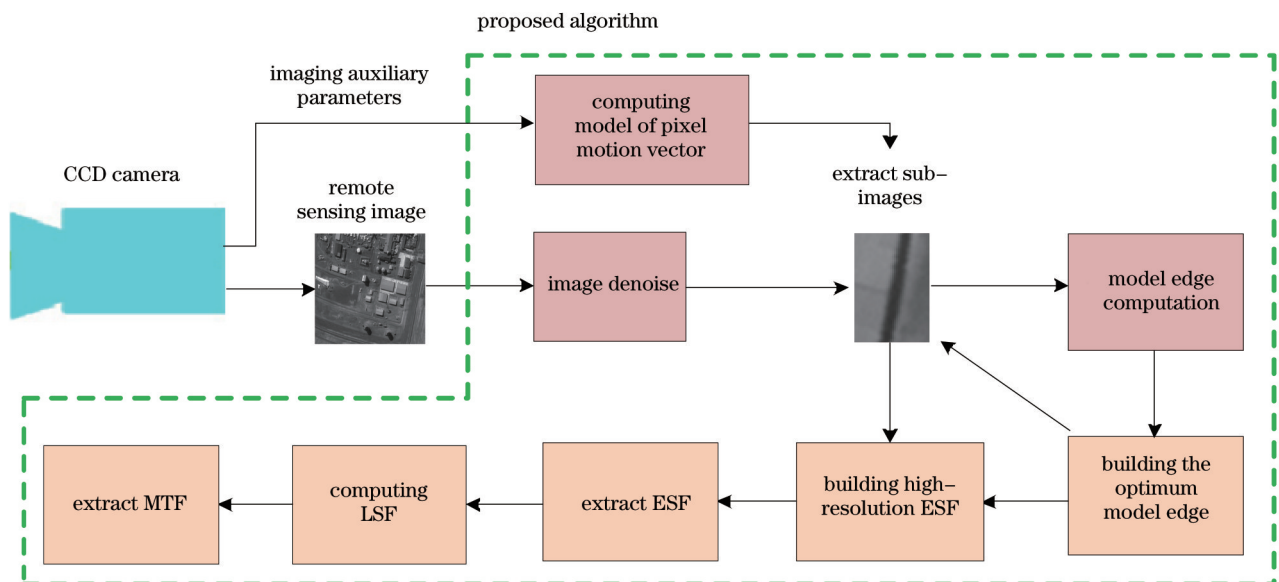 proposed algorithm
imaging auxiliary
parameters
computing
model of pixel
motion vector
CCD camera
remote
sensing image
extract sub–
images
image denoise
model edge
computation
extract MTF
computing
LSF
extract ESF
building high–
resolution ESF
building the
optimum
model edge